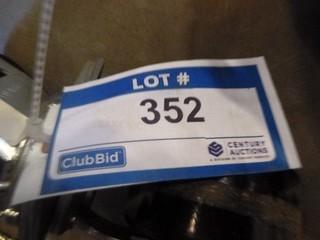 LOT #
352
ClubBid
CENTURY
AUCTIONS